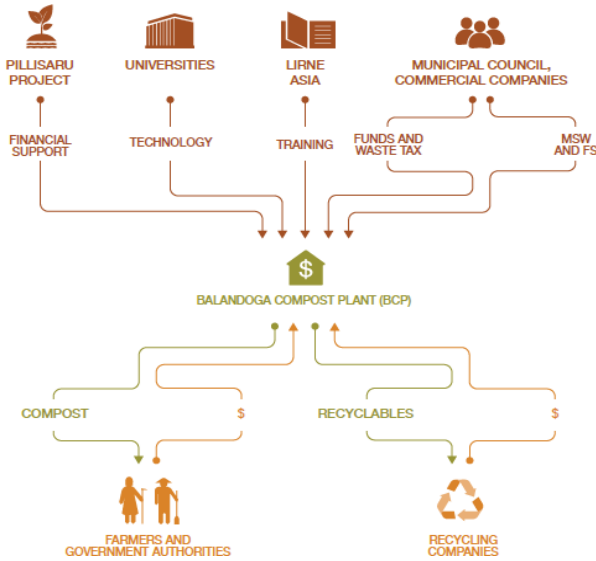 PILLISARU
PROJECT
UNIVERSITIES
LIRNE
ASIA
MUNICIPAL COUNCIL,
COMMERCIAL COMPANIES
FINANCIAL
SUPPORT
TECHNOLOGY
TRAINING
FUNDS AND
WASTE TAX
MSW
AND FS
$
BALANDOGA COMPOST PLANT (BCP)
COMPOST
$
RECYCLABLES
$
FARMERS AND
GOVERNMENT AUTHORITIES
RECYCLING
COMPANIES